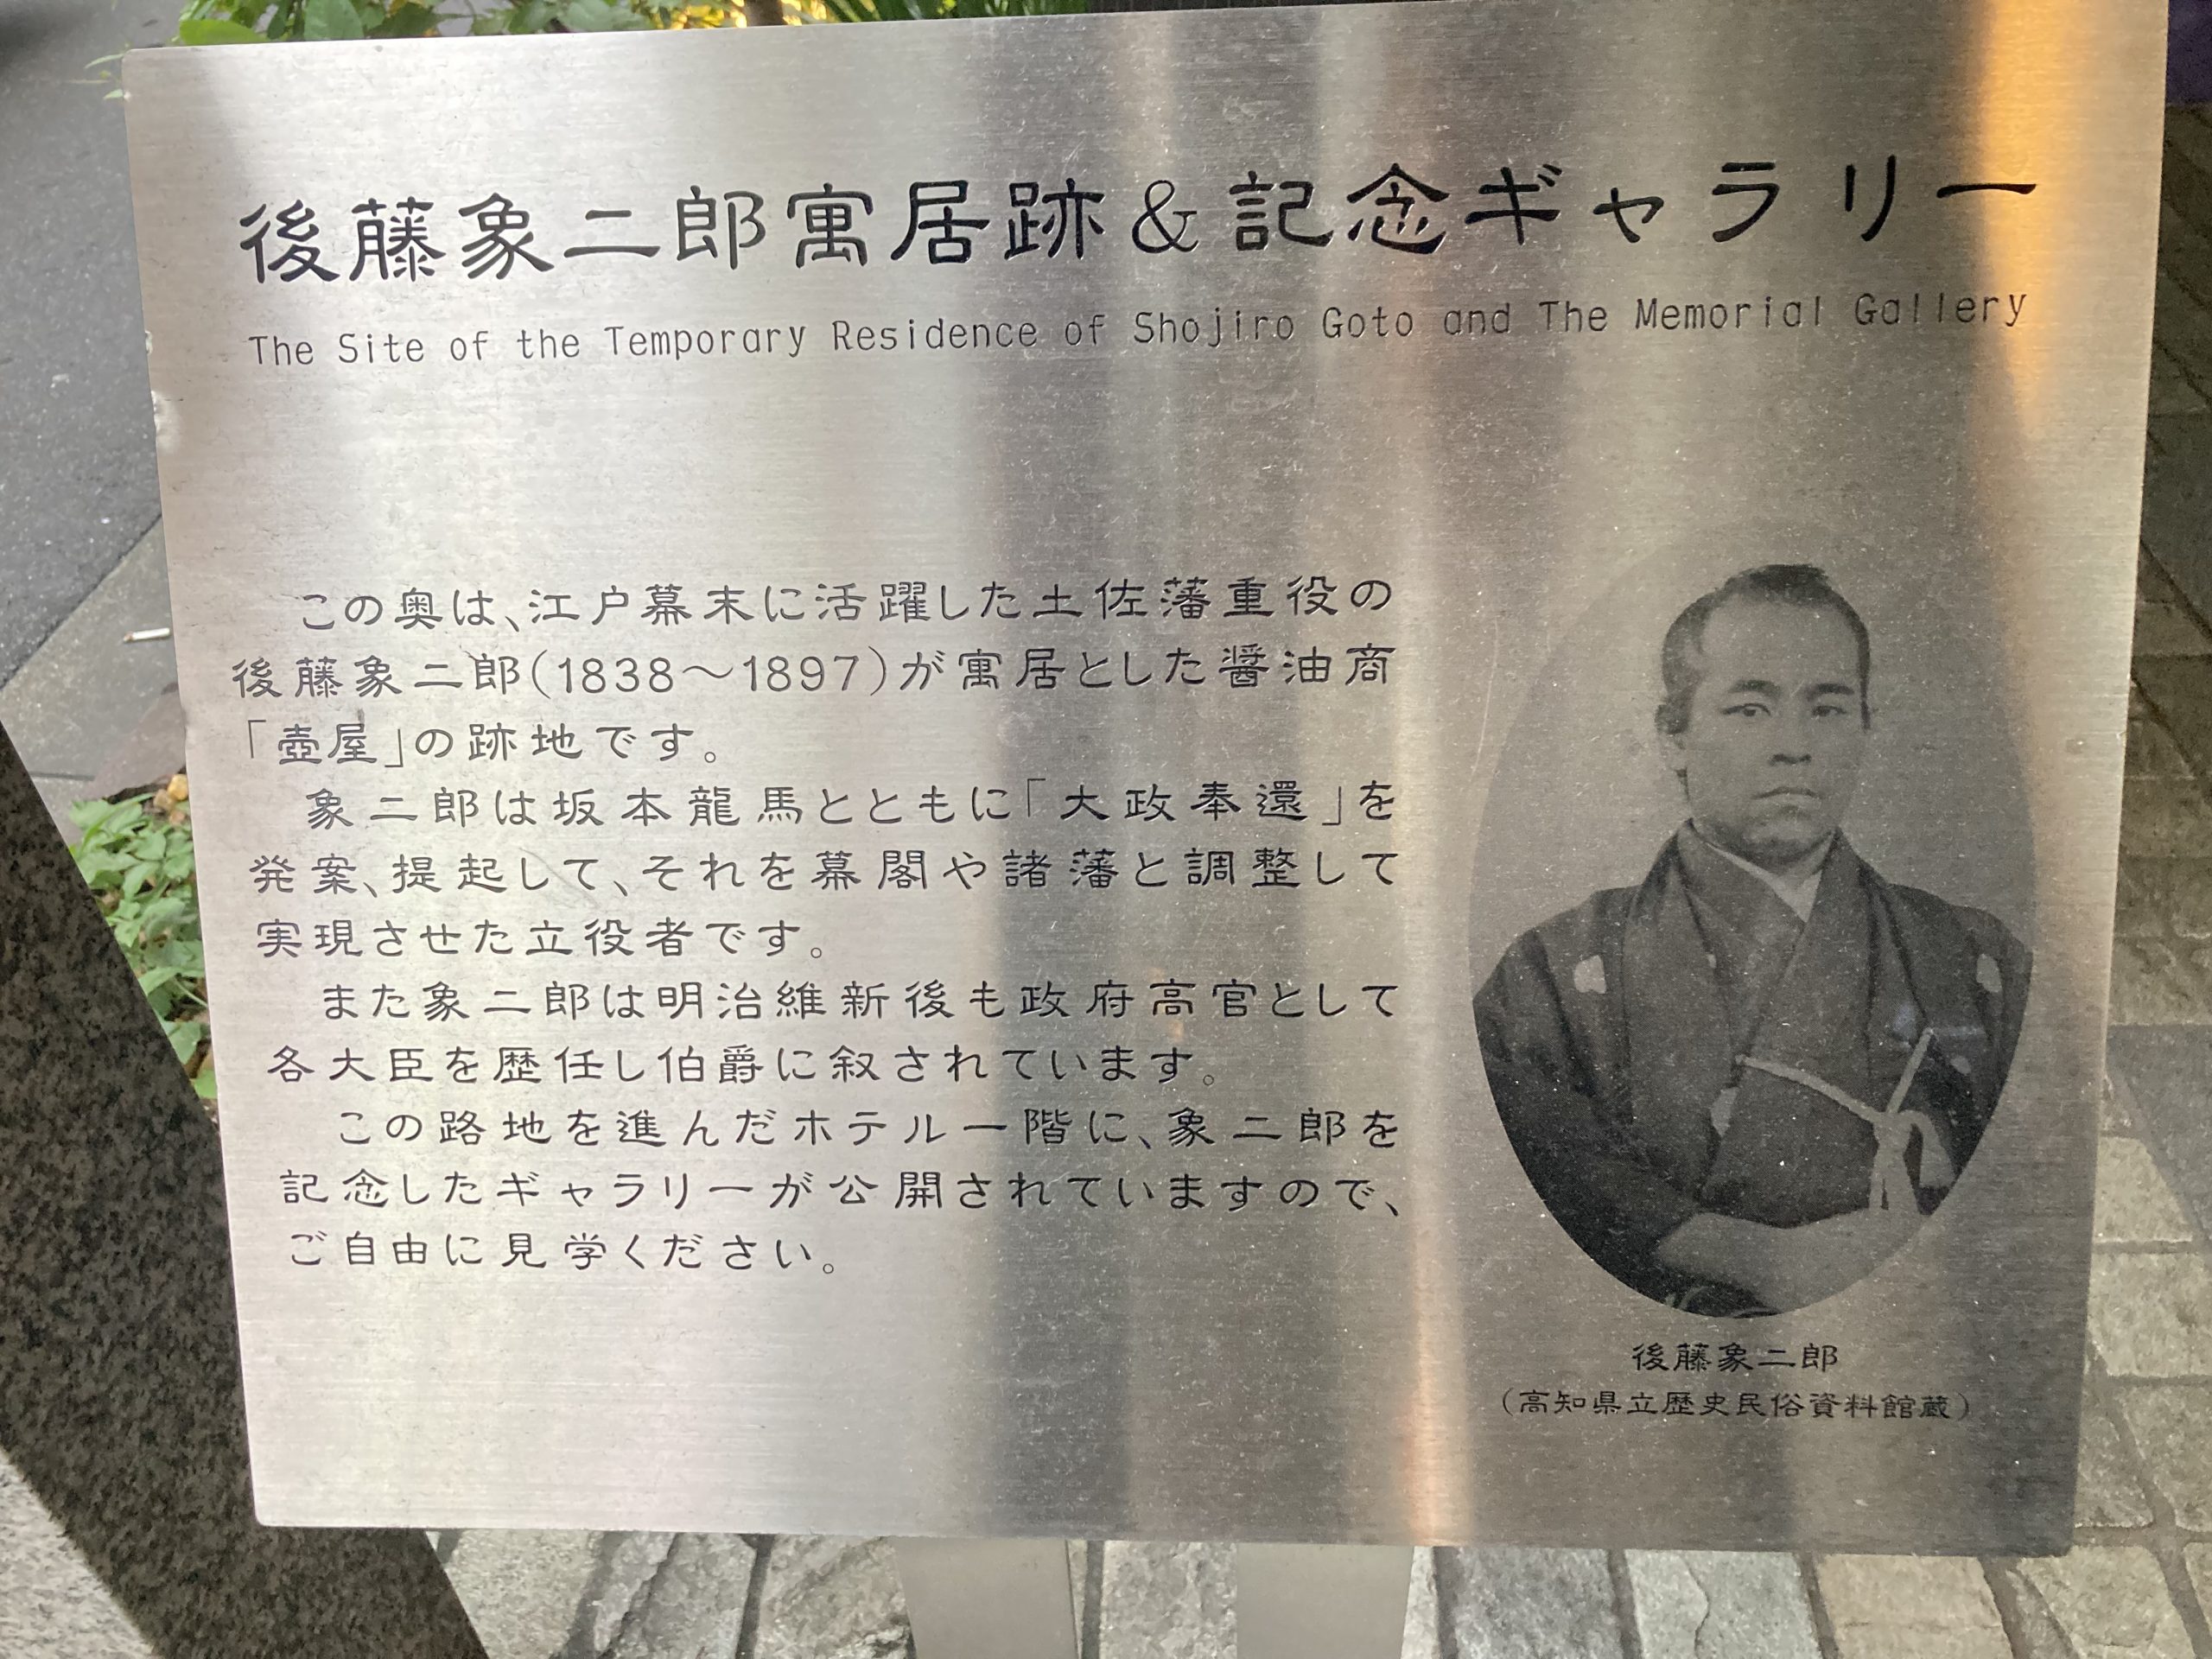 後藤象二郎寓居跡＆記念ギャラリー
The Site of the Temporary Residence of Shojiro Goto and The Memorial Gallery
この奥は、江戸幕末に活躍した土佐藩重役の
後藤象二郎(1838～1897)が寓居とした醤油商
「壺屋」の跡地です。
象二郎は坂本龍馬とともに「大政奉還」を
発案、提起して、それを幕閣や諸藩と調整して
実現させた立役者です。
また象二郎は明治維新後も政府高官として
各大臣を歴任し伯爵に叙されています。
この路地を進んだホテル一階に、象二郎を
記念したギャラリーが公開されていますので、
ご自由に見学ください。
後藤象二郎
(高知県立歴史民俗資料館蔵)